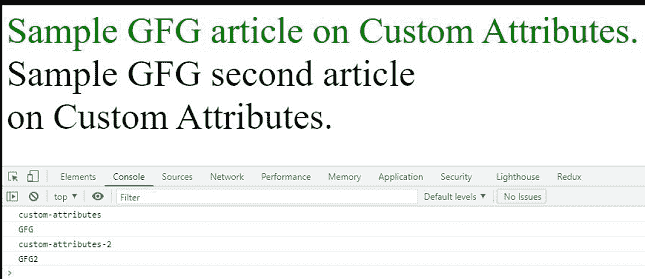 Sample GFG article on Custom Attributes.
Sample GFG second article
on Custom Attributes.
Elements Console Sources Network Performance Memory Application Security Lighthouse Redux
top ▼ Filter Default levels ▼ No Issues
custom-attributes
GFG
custom-attributes-2
GFG2
>